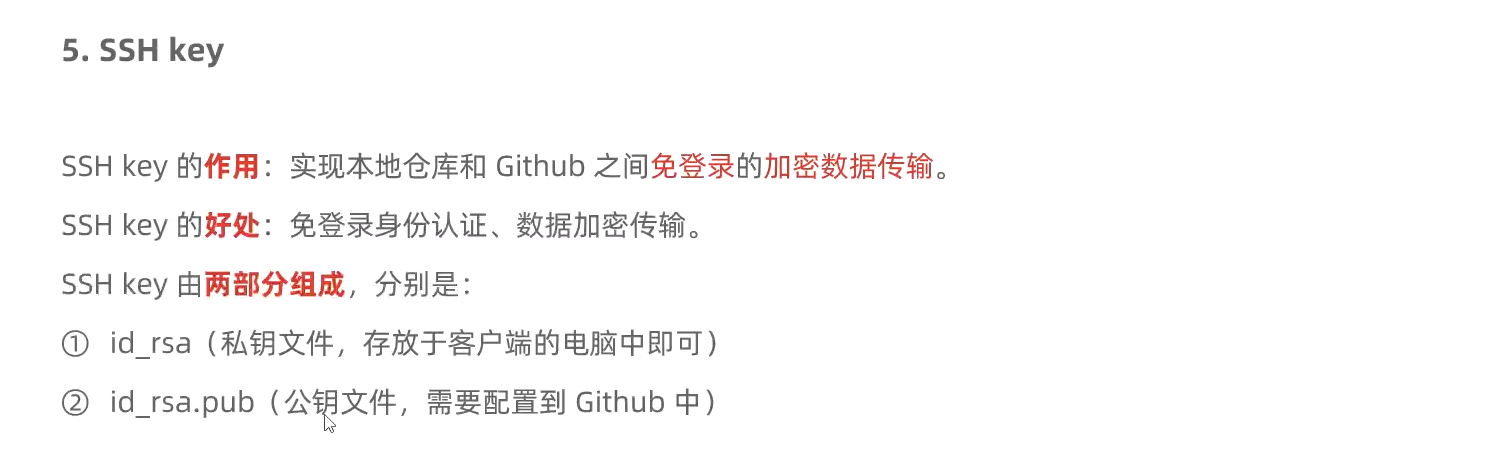 5. SSH key
SSH key 的作用：实现本地仓库和 Github 之间免登录的加密数据传输。
SSH key 的好处：免登录身份认证、数据加密传输。
SSH key 由两部分组成，分别是：
① id_rsa（私钥文件，存放于客户端的电脑中即可）
② id_rsa.pub（公钥文件，需要配置到 Github 中）